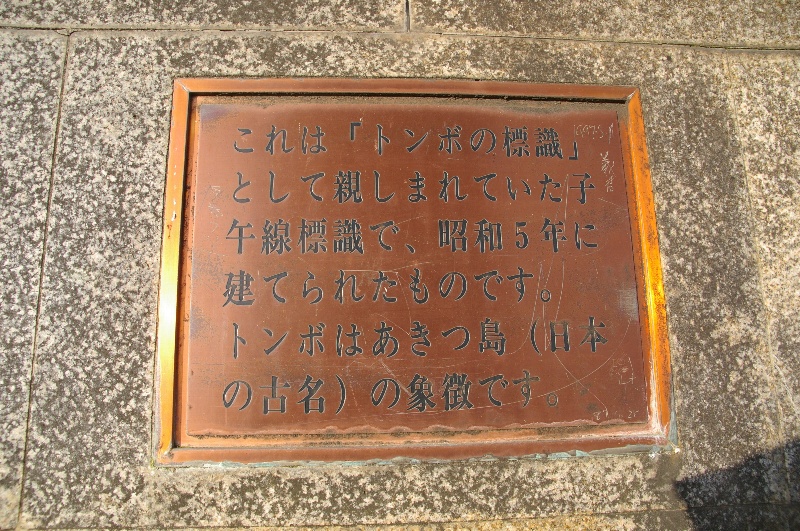 これは「トンボの標識」
として親しまれていた子
午線標識で、昭和5年に
建てられたものです。
トンボはあきつ島（日本
の古名）の象徴です。